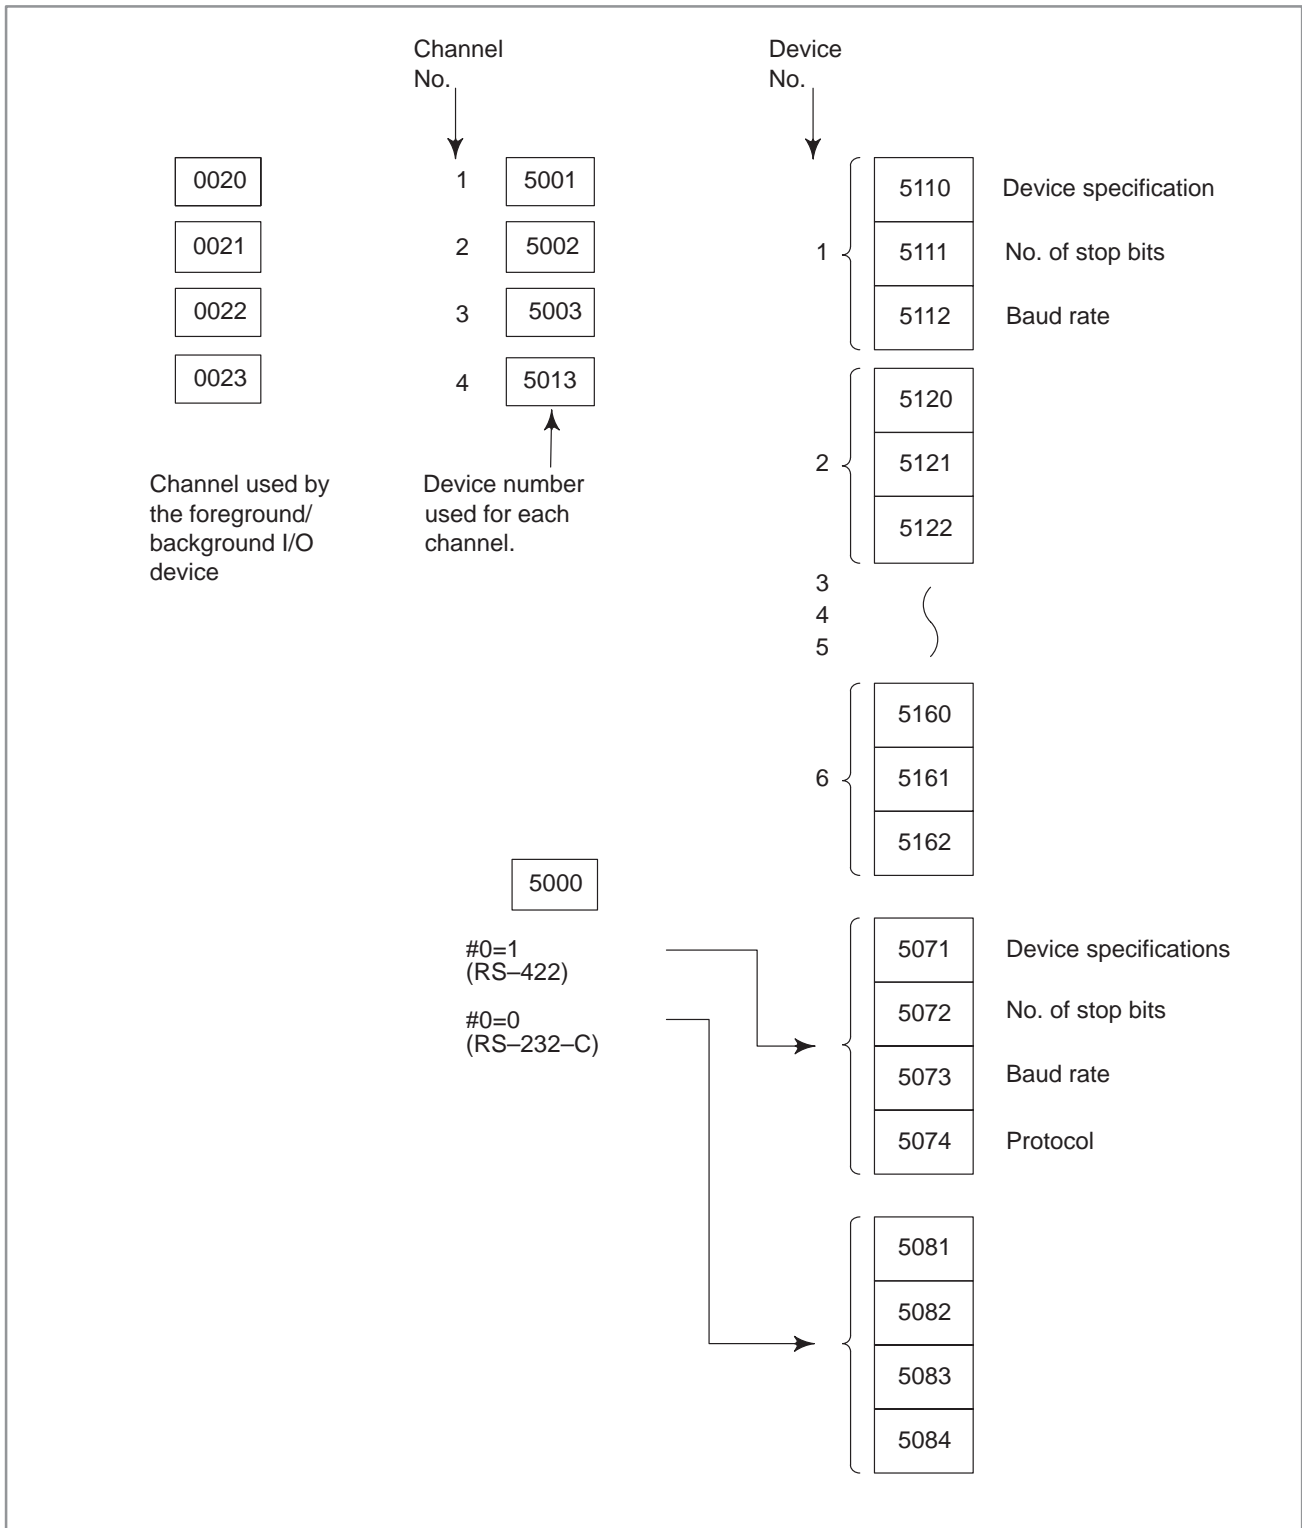 Channel
No.
Device
No.
0020
1
5001
0021
2
5002
0022
3
5003
0023
4
5013
Channel used by
the foreground/
background I/O
device
Device number
used for each
channel.
1
5110
Device specification
5111
No. of stop bits
5112
Baud rate
2
5120
5121
5122
3
4
5
6
5160
5161
5162
5000
#0=1
(RS–422)
#0=0
(RS–232–C)
5071
Device specifications
5072
No. of stop bits
5073
Baud rate
5074
Protocol
5081
5082
5083
5084